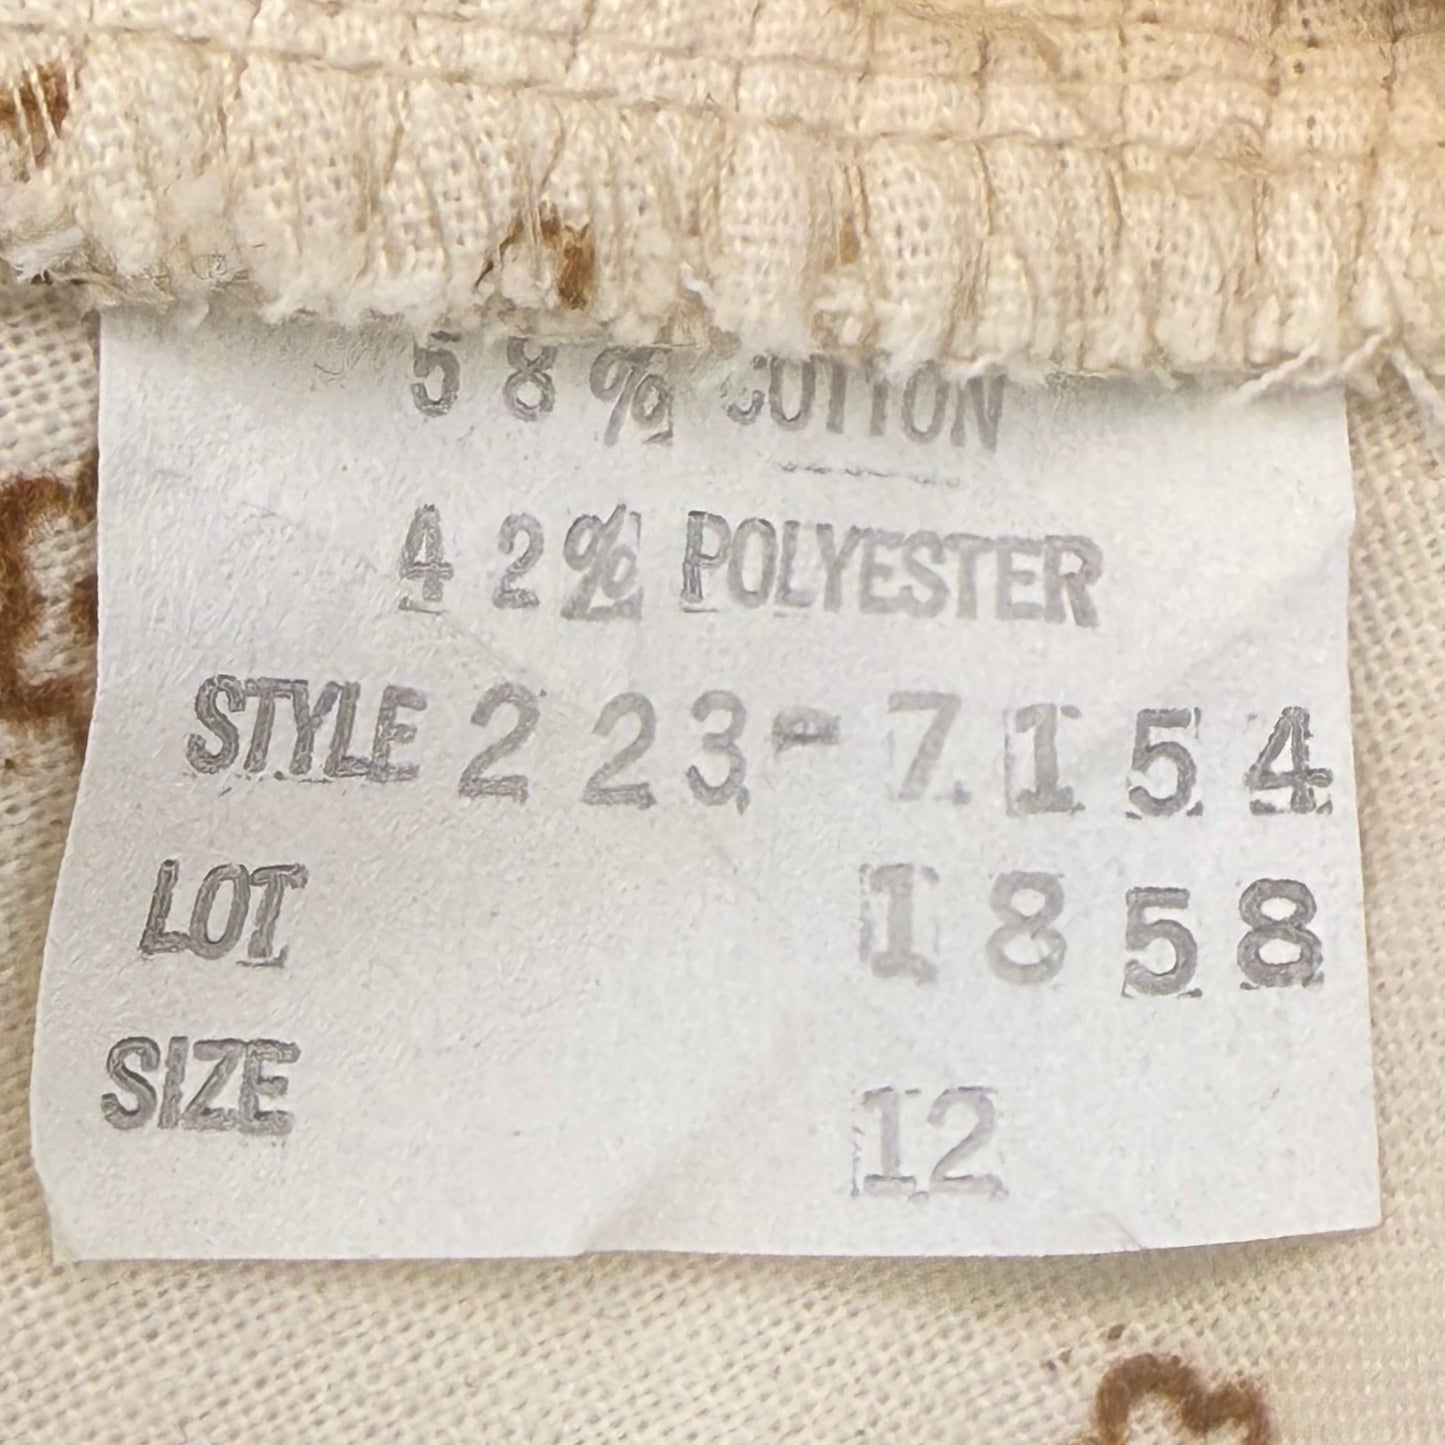 58% COTTON
42% POLYESTER
STYLE 223-7154
LOT 1858
SIZE 12